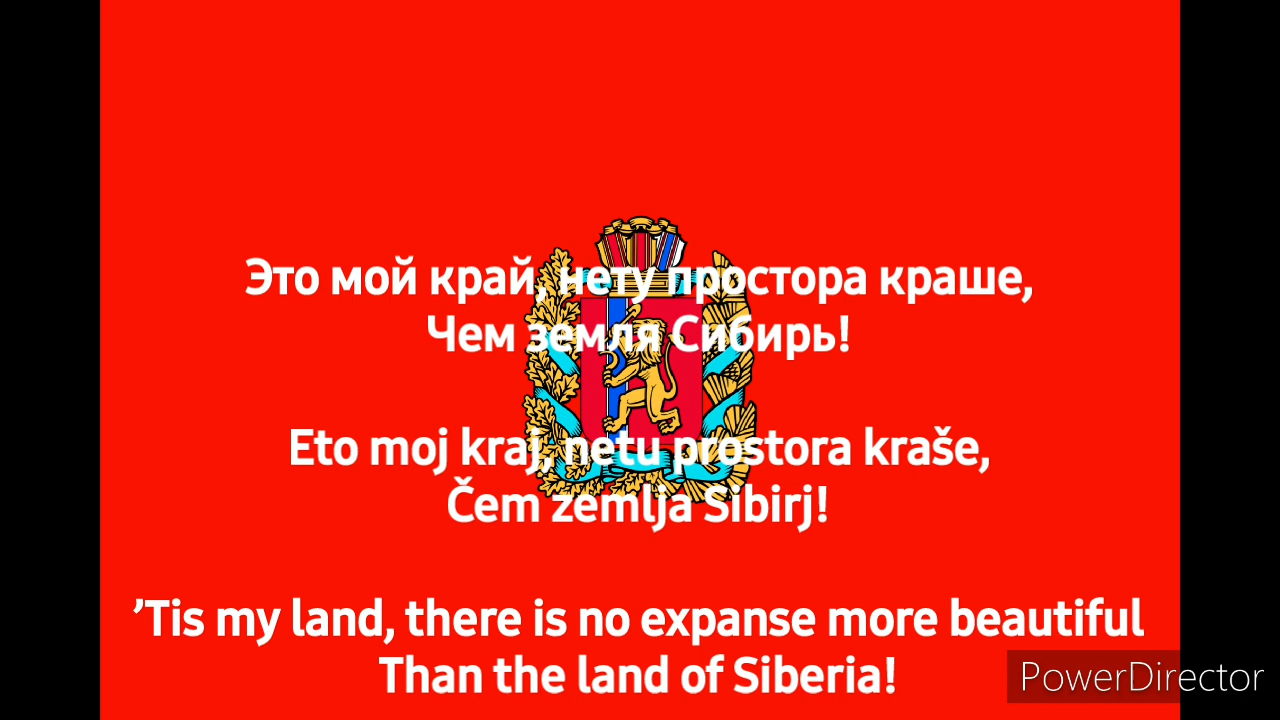 Это мой край, нету простора краше,
Чем земля Сибирь!
Eto moj kraj, netu prostora kraše,
Čem zemlja Sibirj!
’Tis my land, there is no expanse more beautiful
Than the land of Siberia!
PowerDirector